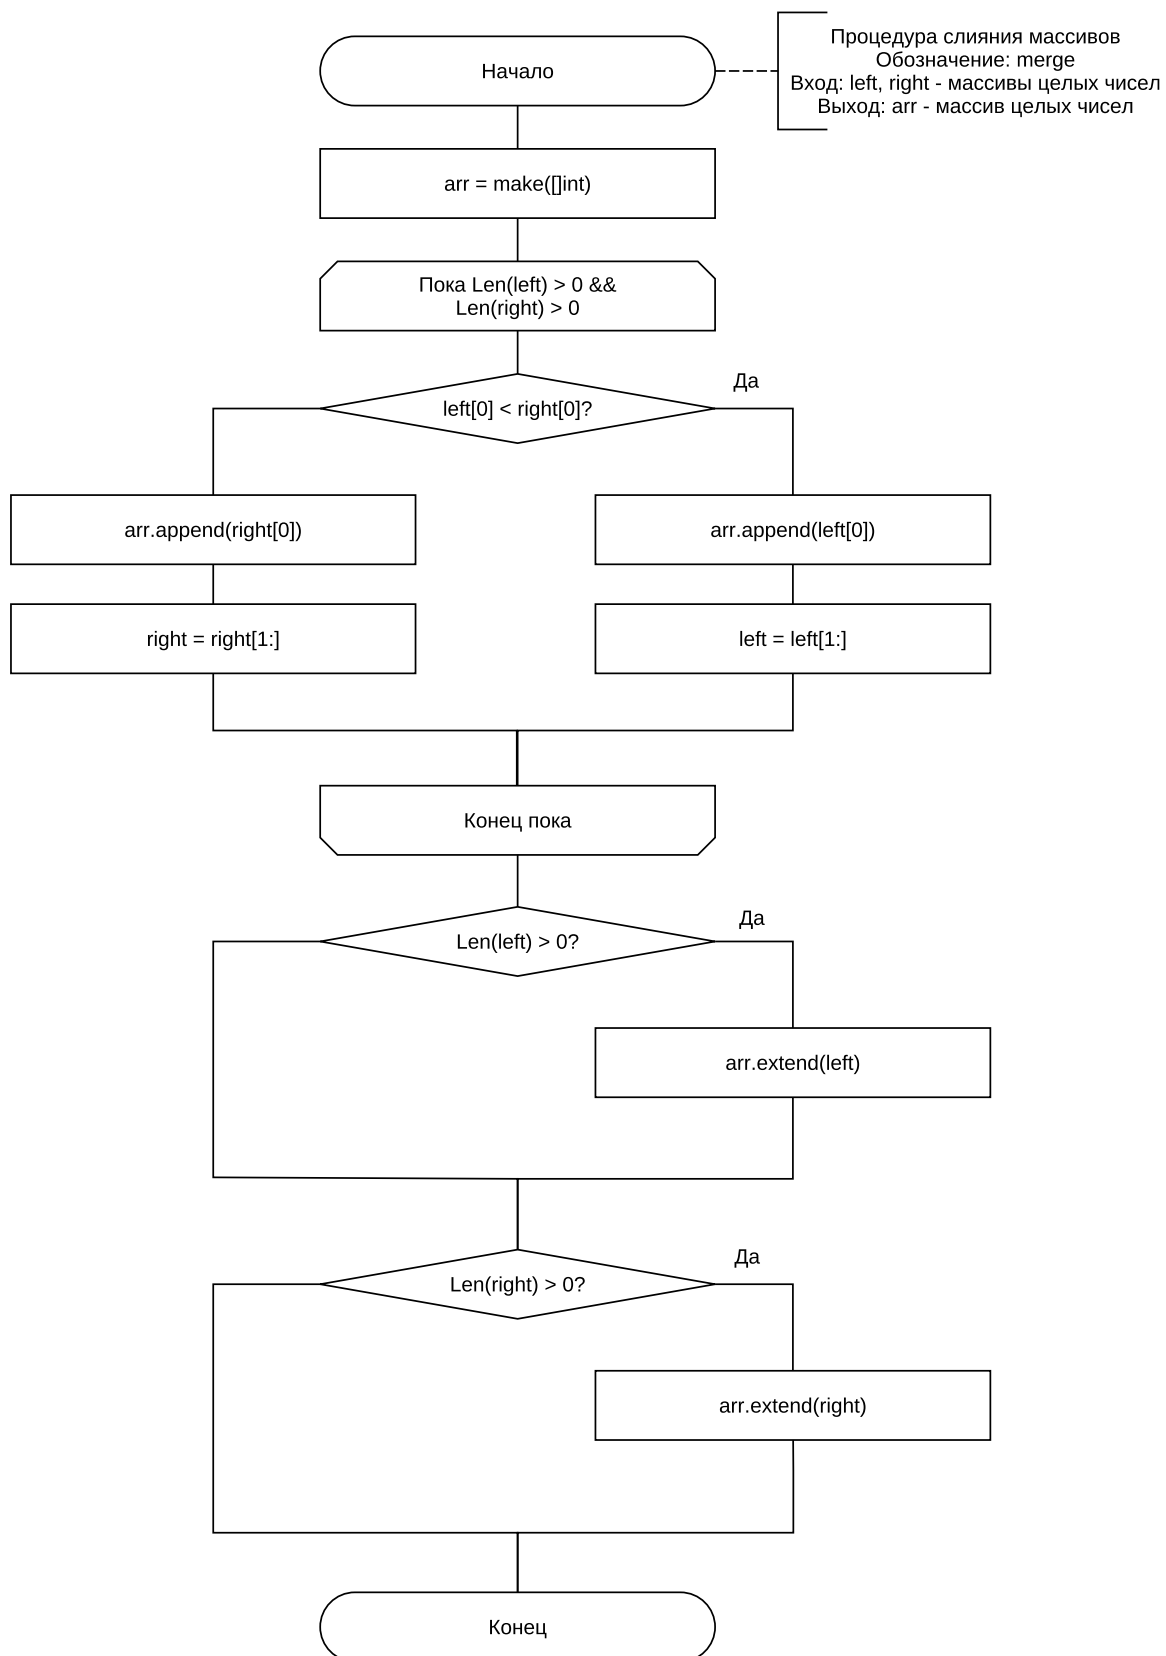 Начало
Процедура слияния массивов
Обозначение: merge
Вход: left, right - массивы целых чисел
Выход: arr - массив целых чисел
arr = make([]int)
Пока Len(left) > 0 &&
Len(right) > 0
Да
left[0] < right[0]?
arr.append(right[0])
arr.append(left[0])
right = right[1:]
left = left[1:]
Конец пока
Да
Len(left) > 0?
arr.extend(left)
Да
Len(right) > 0?
arr.extend(right)
Конец